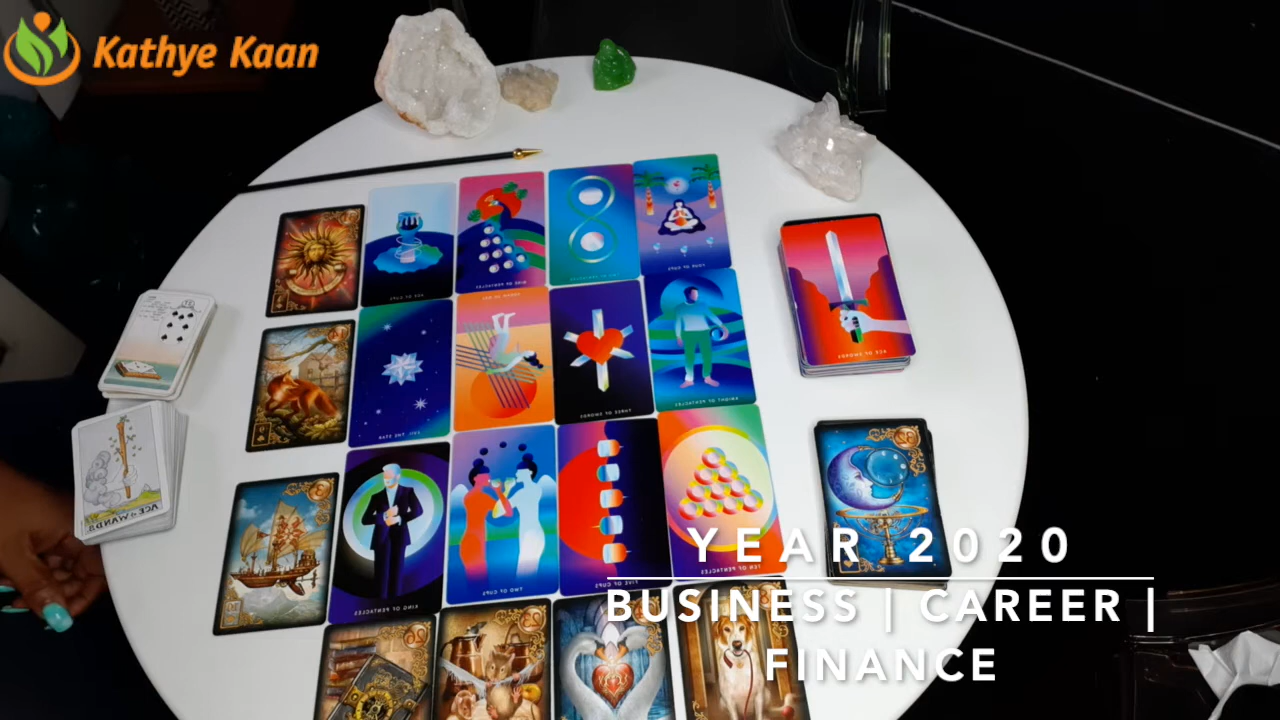 Kathye Kaan
ACE OF CUPS
NINE OF PENTACLES
FOUR OF CUPS
ACE OF SWORDS
XVII. THE STAR
THREE OF SWORDS
KNIGHT OF PENTACLES
ACE of WANDS
KING OF PENTACLES
TWO OF CUPS
FIVE OF CUPS
TEN OF PENTACLES
YEAR 2020
BUSINESS | CAREER |
FINANCE